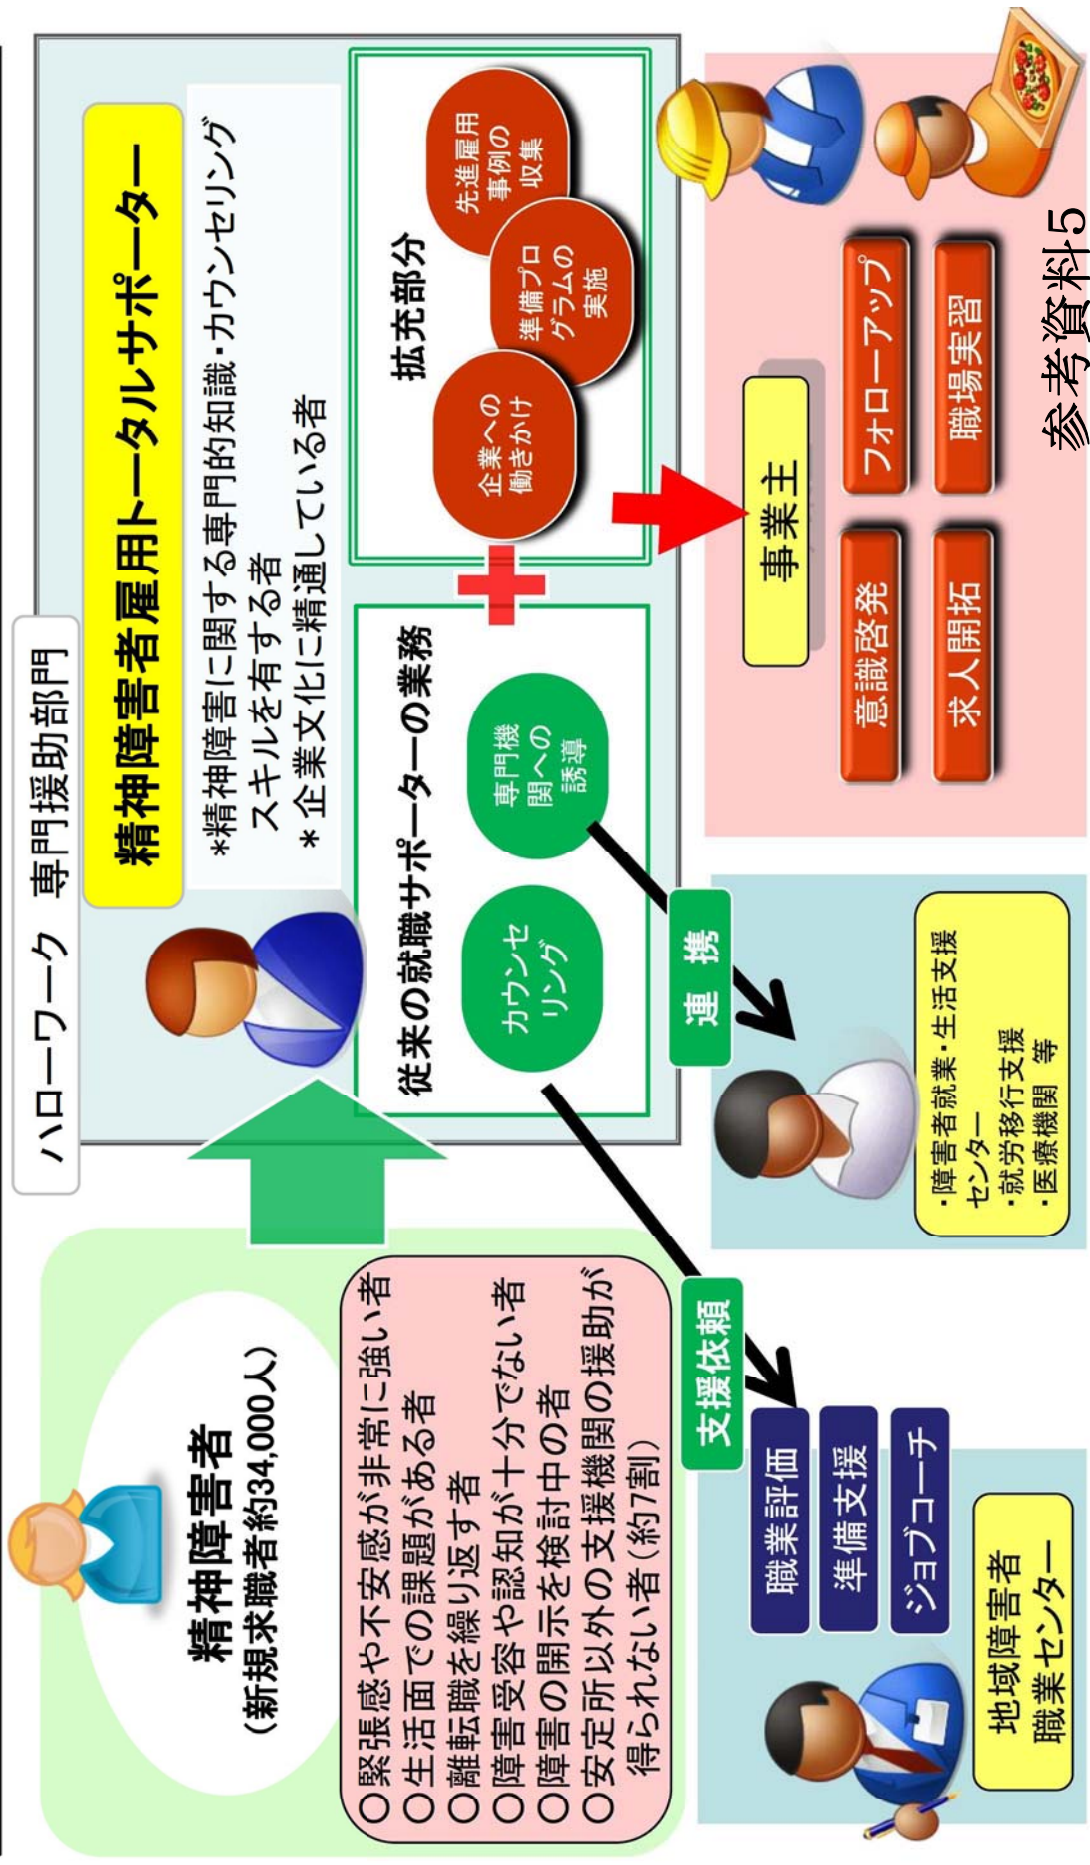 ハローワーク 専門援助部門
精神障害者
（新規求職者約34,000人）
○緊張感や不安感が非常に強い者
○生活面での課題がある者
○離転職を繰り返す者
○障害受容や認知が十分でない者
○障害の開示を検討中の者
○安定所以外の支援機関の援助が
得られない者（約7割）
精神障害者雇用トータルサポーター
*精神障害に関する専門的知識・カウンセリング
スキルを有する者
*企業文化に精通している者
従来の就職サポーターの業務
カウンセ
リング
専門機
関への
誘導
拡充部分
企業への
働きかけ
準備プロ
グラムの
実施
先進雇用
事例の
収集
支援依頼
連 携
職業評価
準備支援
ジョブコーチ
地域障害者
職業センター
・障害者就業・生活支援
センター
・就労移行支援
・医療機関 等
事業主
意識啓発
フォローアップ
求人開拓
職場実習
参考資料5